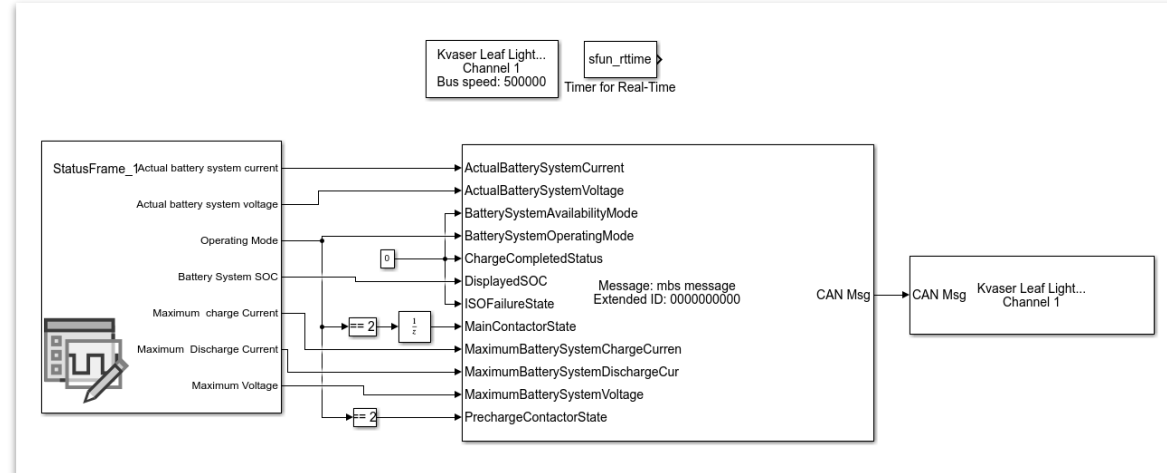 Kvaser Leaf Light...
Channel 1
Bus speed: 500000
sfun_rttime
Timer for Real-Time
StatusFrame_1
Actual battery system current
Actual battery system voltage
Operating Mode
Battery System SOC
Maximum charge Current
Maximum Discharge Current
Maximum Voltage
0
== 2
1
z
== 2
ActualBatterySystemCurrent
ActualBatterySystemVoltage
BatterySystemAvailabilityMode
BatterySystemOperatingMode
ChargeCompletedStatus
DisplayedSOC
ISOFailureState
MainContactorState
MaximumBatterySystemChargeCurren
MaximumBatterySystemDischargeCur
MaximumBatterySystemVoltage
PrechargeContactorState
Message: mbs message
Extended ID: 0000000000
CAN Msg
CAN Msg
Kvaser Leaf Light...
Channel 1